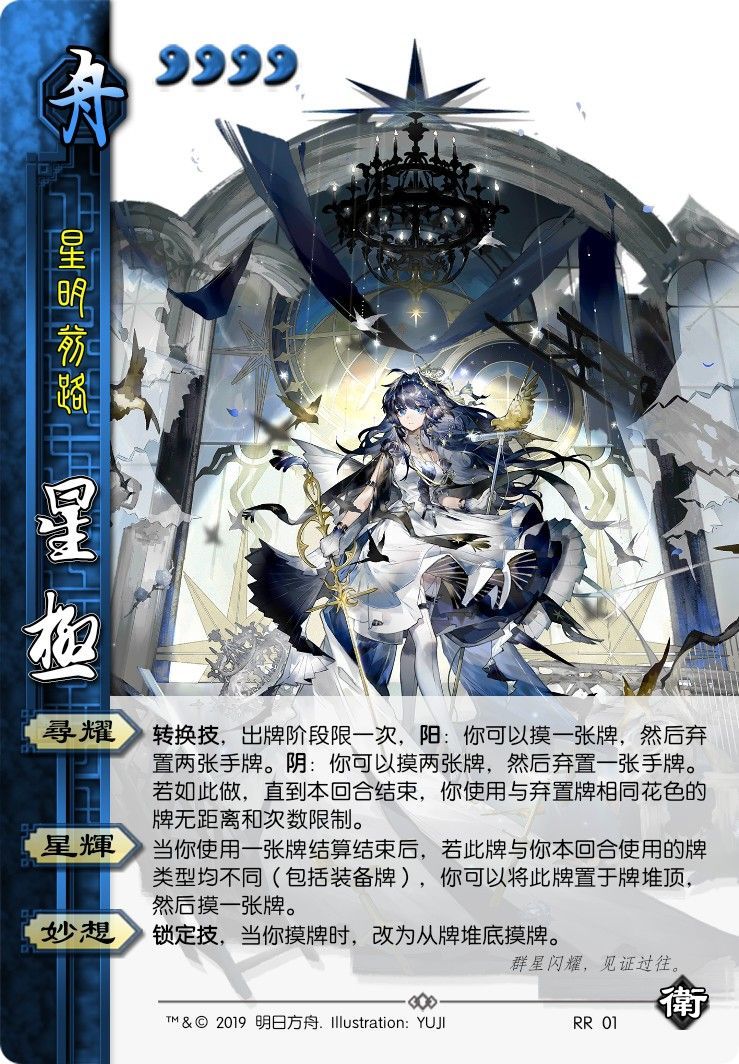 舟
星明前路
星極
尋耀
转换技，出牌阶段限一次，阳：你可以摸一张牌，然后弃
置两张手牌。阴：你可以摸两张牌，然后弃置一张手牌。
若如此做，直到本回合结束，你使用与弃置牌相同花色的
牌无距离和次数限制。
星輝
当你使用一张牌结算结束后，若此牌与你本回合使用的牌
类型均不同（包括装备牌），你可以将此牌置于牌堆顶，
然后摸一张牌。
妙想
锁定技，当你摸牌时，改为从牌堆底摸牌。
群星闪耀，见证过往。
™&© 2019 明日方舟. Illustration: YUJI
RR 01
衛